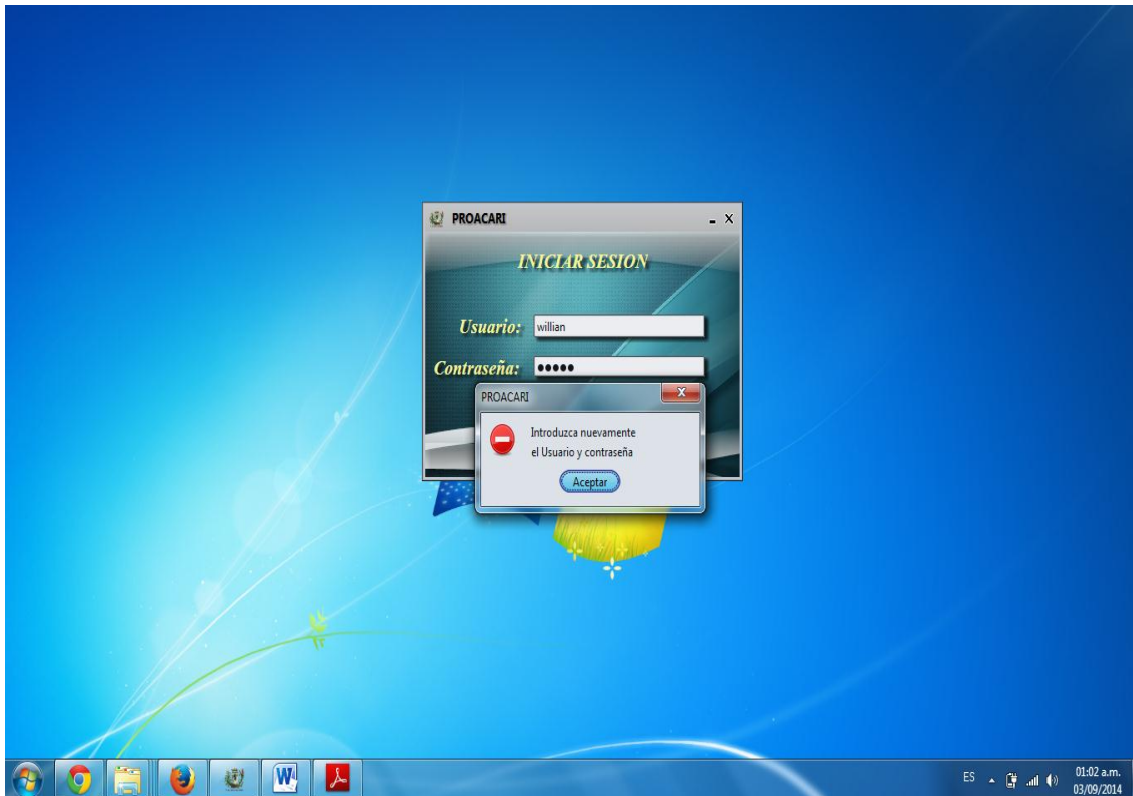 PROACARI
INICIAR SESION
Usuario: willian
Contraseña: ●●●●●
PROACARI
Introduzca nuevamente
el Usuario y contraseña
Aceptar
ES
01:02 a.m.
03/09/2014